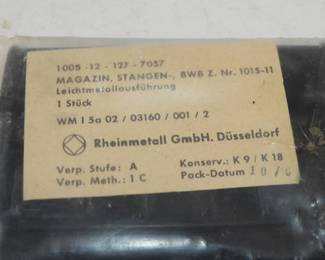 1005 -12 - 127 - 7057
MAGAZIN, STANGEN-, BWB Z. Nr. 1015-11
Leichtmetallausführung
1 Stück
WM I 5a 02 / 03160 / 001 / 2
Rheinmetall GmbH. Düsseldorf
Verp. Stufe: A Konserv.: K 9 / K 18
Verp. Meth.: 1 C Pack-Datum